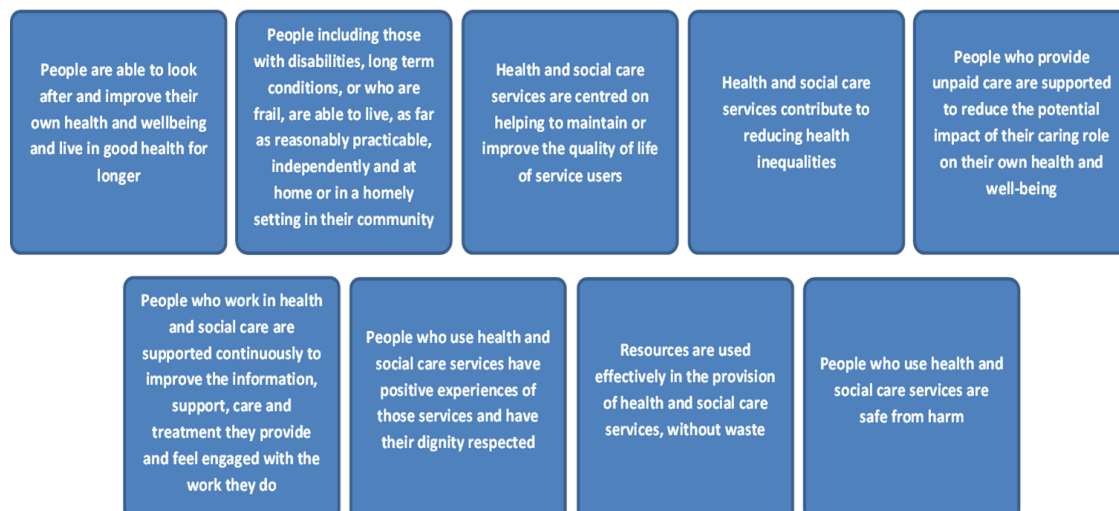 People are able to look
after and improve their
own health and wellbeing
and live in good health for
longer
People including those
with disabilities, long term
conditions, or who are
frail, are able to live, as far
as reasonably practicable,
independently and at
home or in a homely
setting in their community
Health and social care
services are centred on
helping to maintain or
improve the quality of life
of service users
Health and social care
services contribute to
reducing health
inequalities
People who provide
unpaid care are supported
to reduce the potential
impact of their caring role
on their own health and
well-being
People who work in health
and social care are
supported continuously to
improve the information,
support, care and
treatment they provide
and feel engaged with the
work they do
People who use health and
social care services have
positive experiences of
those services and have
their dignity respected
Resources are used
effectively in the provision
of health and social care
services, without waste
People who use health and
social care services are
safe from harm